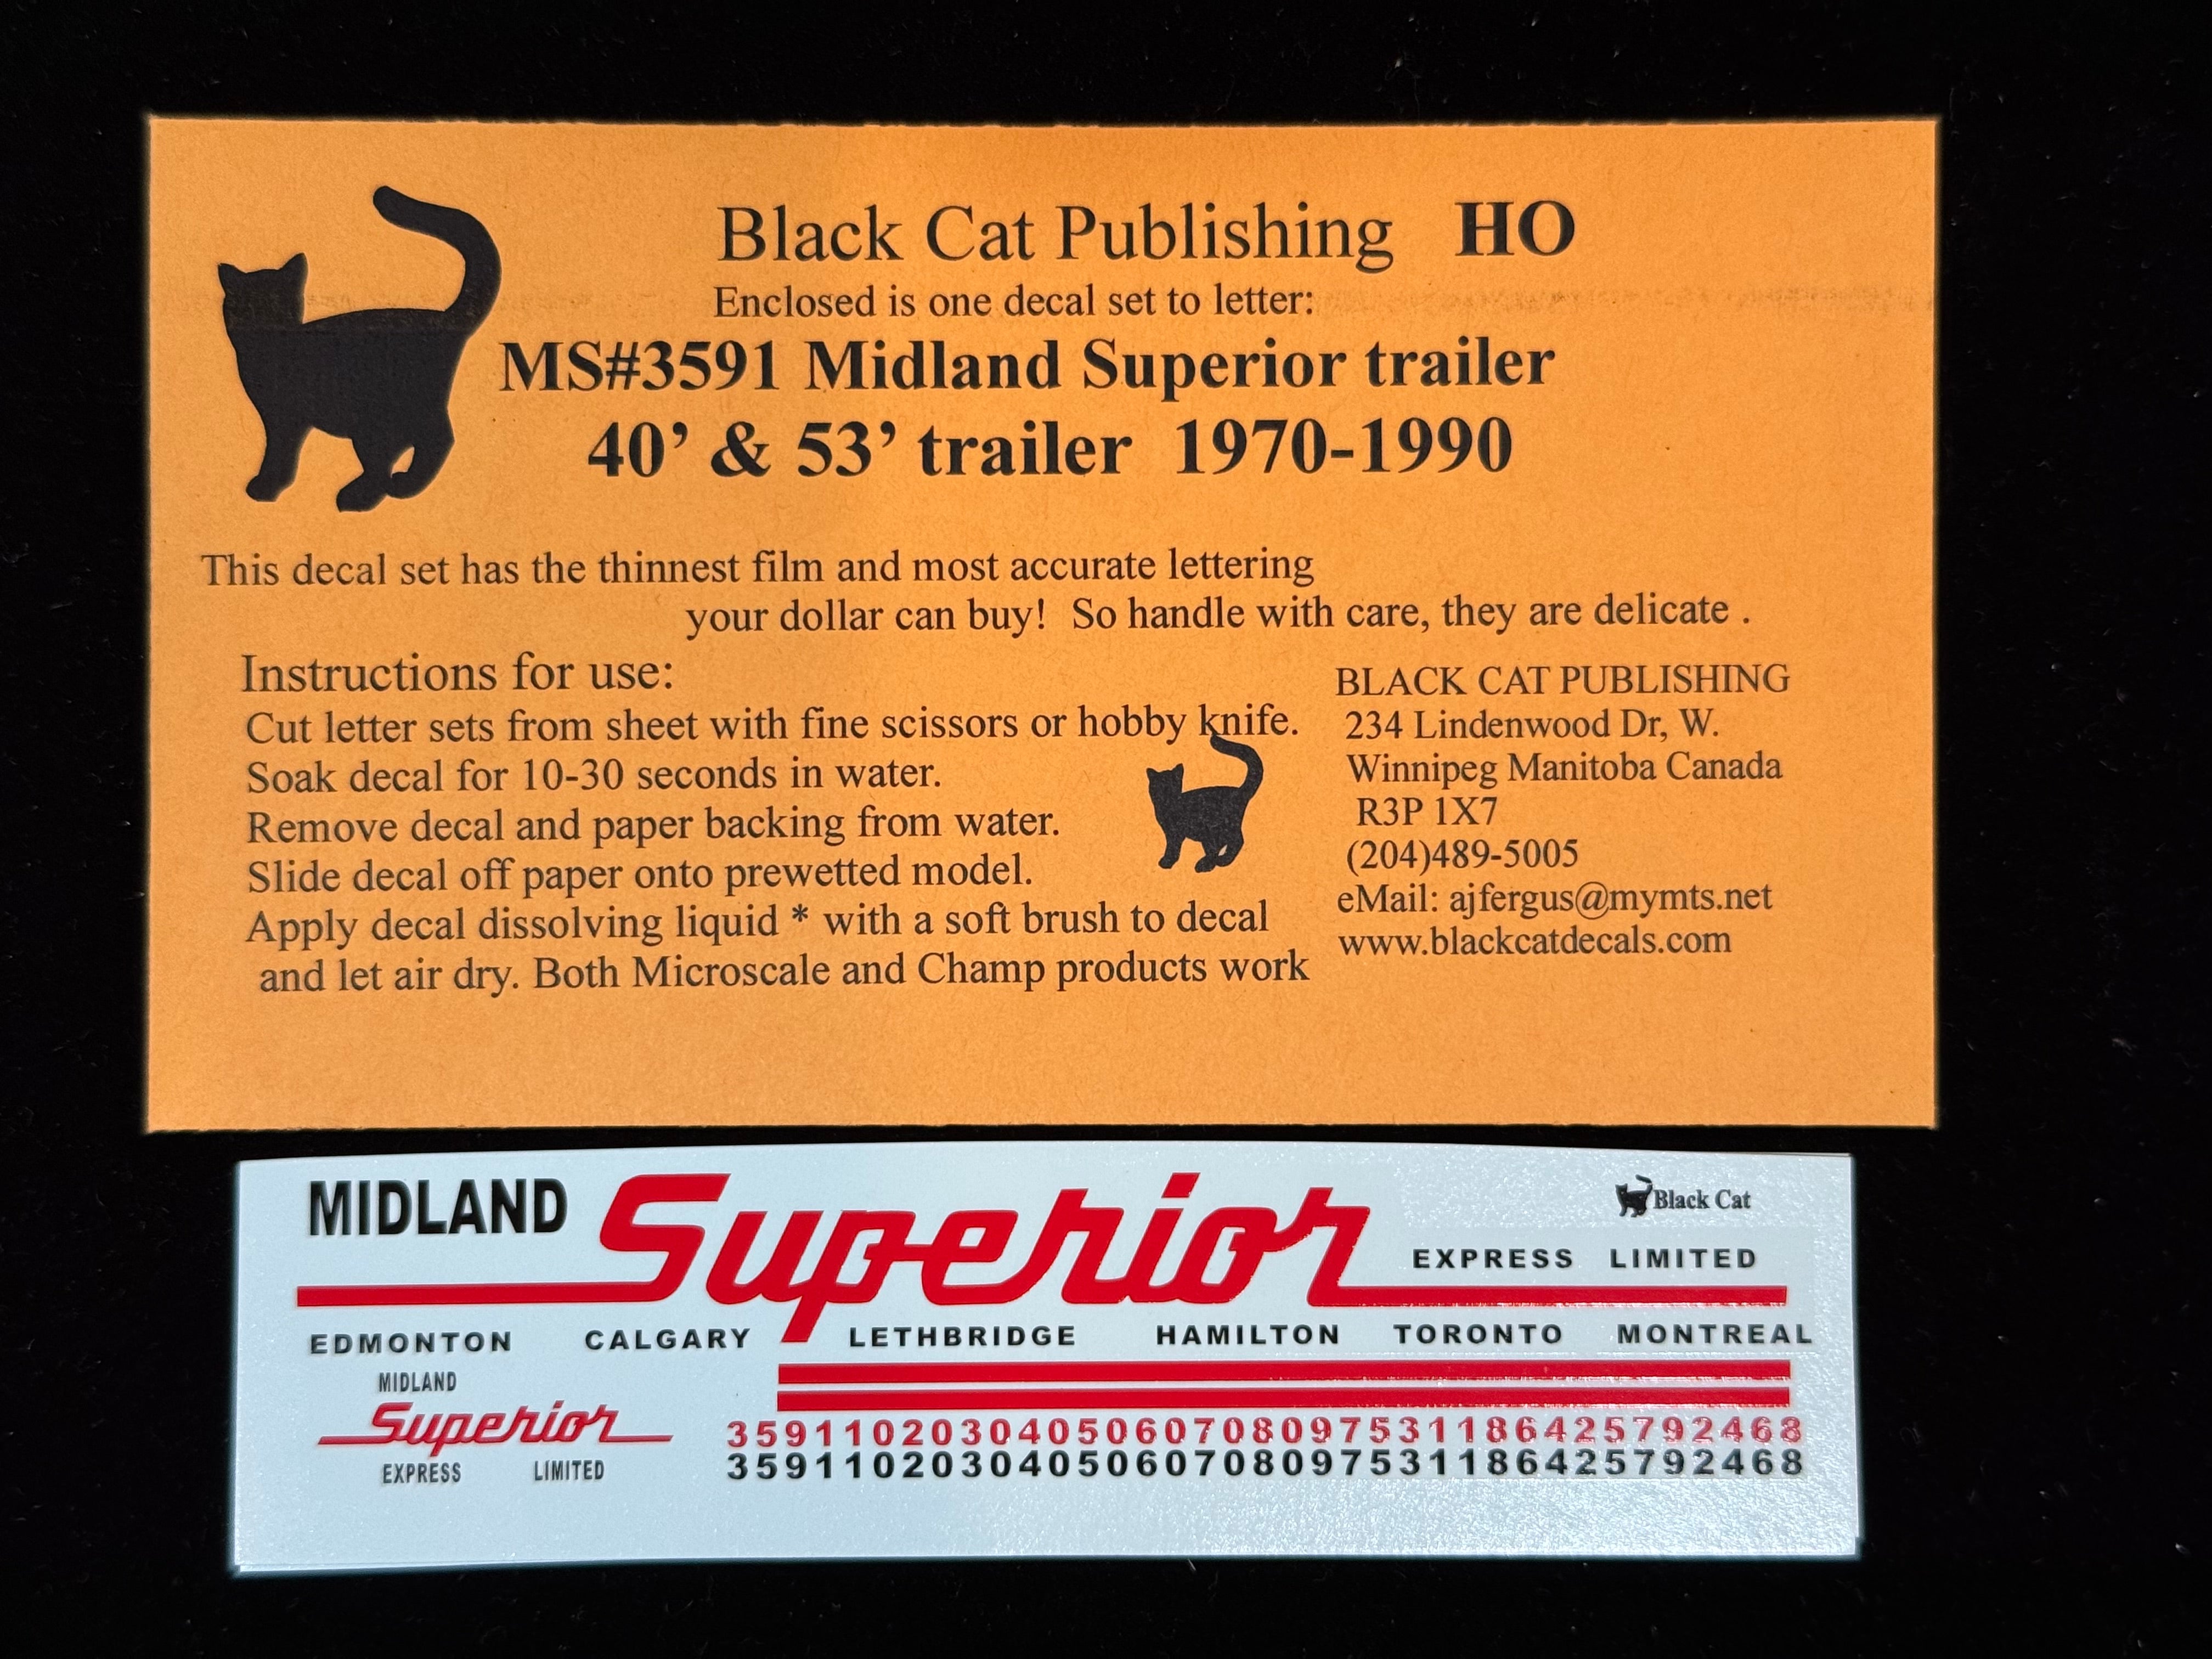 Black Cat Publishing HO
Enclosed is one decal set to letter:
MS#3591 Midland Superior trailer
40’ & 53’ trailer 1970-1990
This decal set has the thinnest film and most accurate lettering
your dollar can buy! So handle with care, they are delicate .
Instructions for use:
Cut letter sets from sheet with fine scissors or hobby knife.
Soak decal for 10-30 seconds in water.
Remove decal and paper backing from water.
Slide decal off paper onto prewetted model.
Apply decal dissolving liquid * with a soft brush to decal
and let air dry. Both Microscale and Champ products work
BLACK CAT PUBLISHING
234 Lindenwood Dr, W.
Winnipeg Manitoba Canada
R3P 1X7
(204)489-5005
eMail: ajfergus@mymts.net
www.blackcatdecals.com
MIDLAND Superior
Black Cat
EXPRESS LIMITED
EDMONTON CALGARY LETHBRIDGE HAMILTON TORONTO MONTREAL
MIDLAND
Superior
EXPRESS LIMITED
3591102030405060708097531186425792468
3591102030405060708097531186425792468